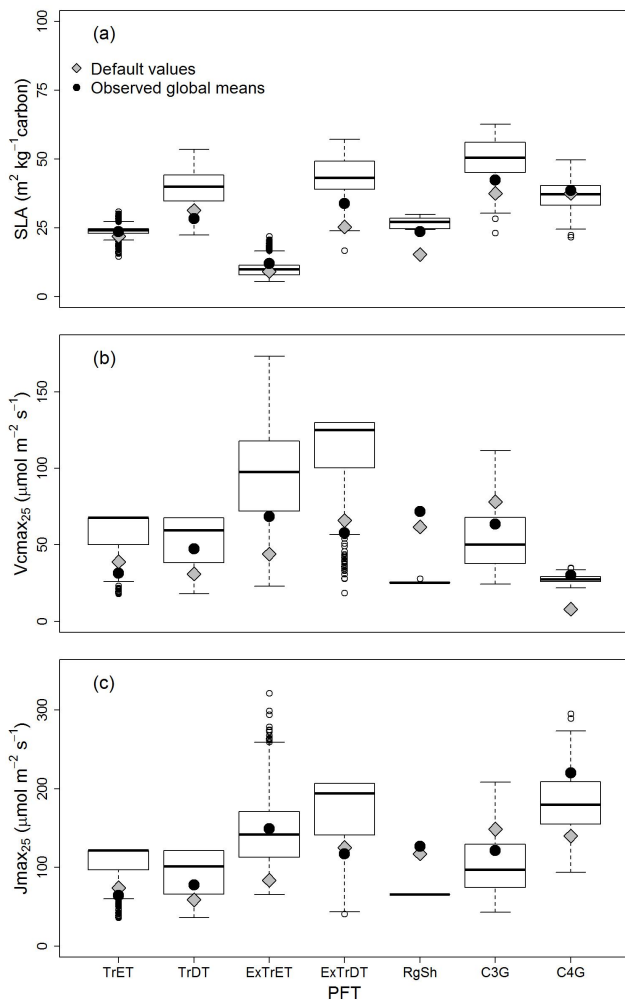 (a)
Default values
Observed global means
SLA (m² kg⁻¹carbon)
100
75
50
25
0
(b)
Vcmax₂₅ (μmol m⁻² s⁻¹)
150
100
50
0
(c)
Jmax₂₅ (μmol m⁻² s⁻¹)
300
200
100
0
TrET TrDT ExTrET ExTrDT RgSh C3G C4G
PFT